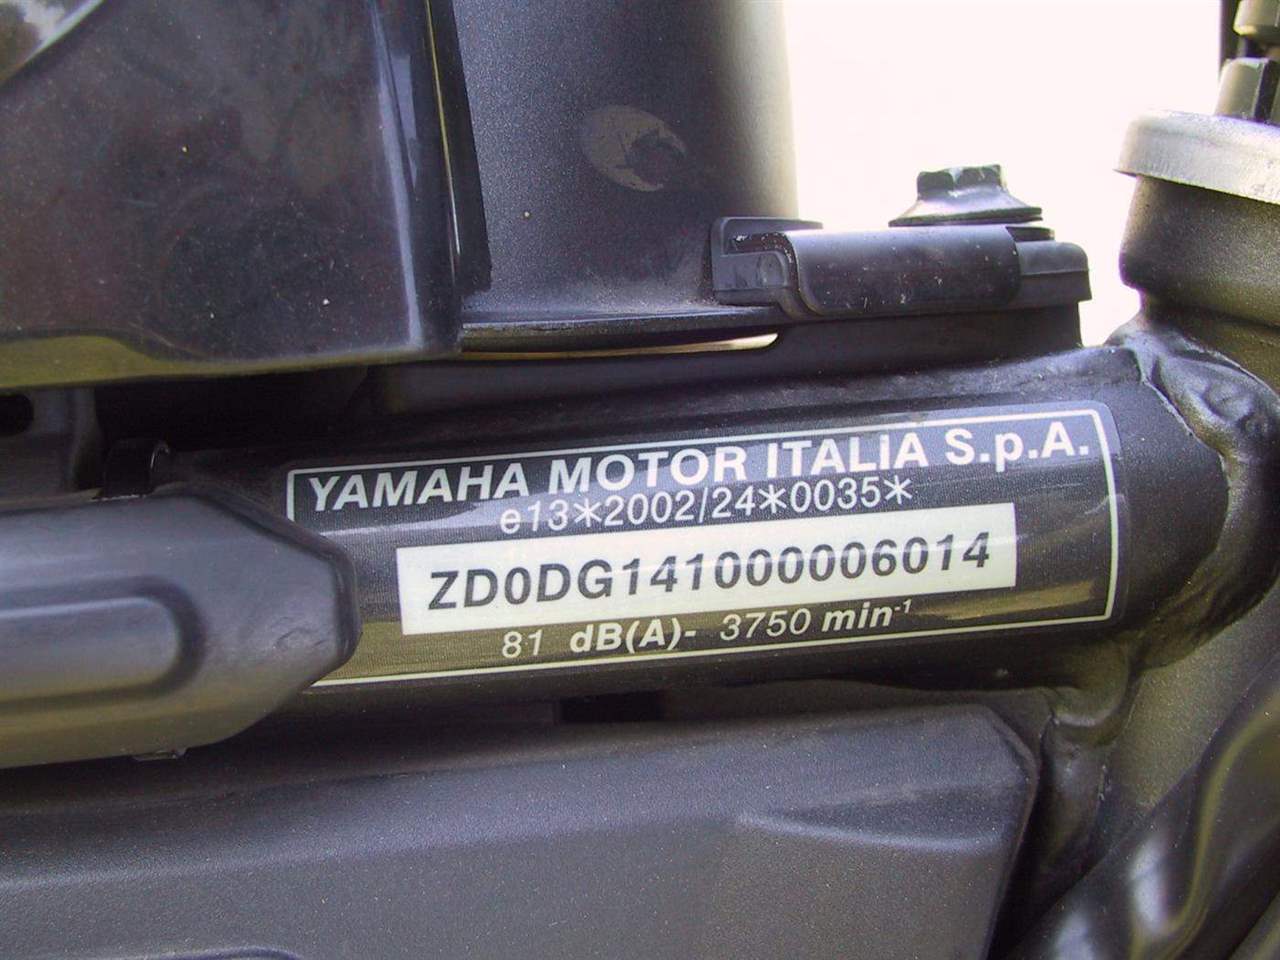 YAMAHA MOTOR ITALiA S.p.A.
e13*2002/24*0035*
ZD0DG141000006014
81 dB(A)- 3750 min-1